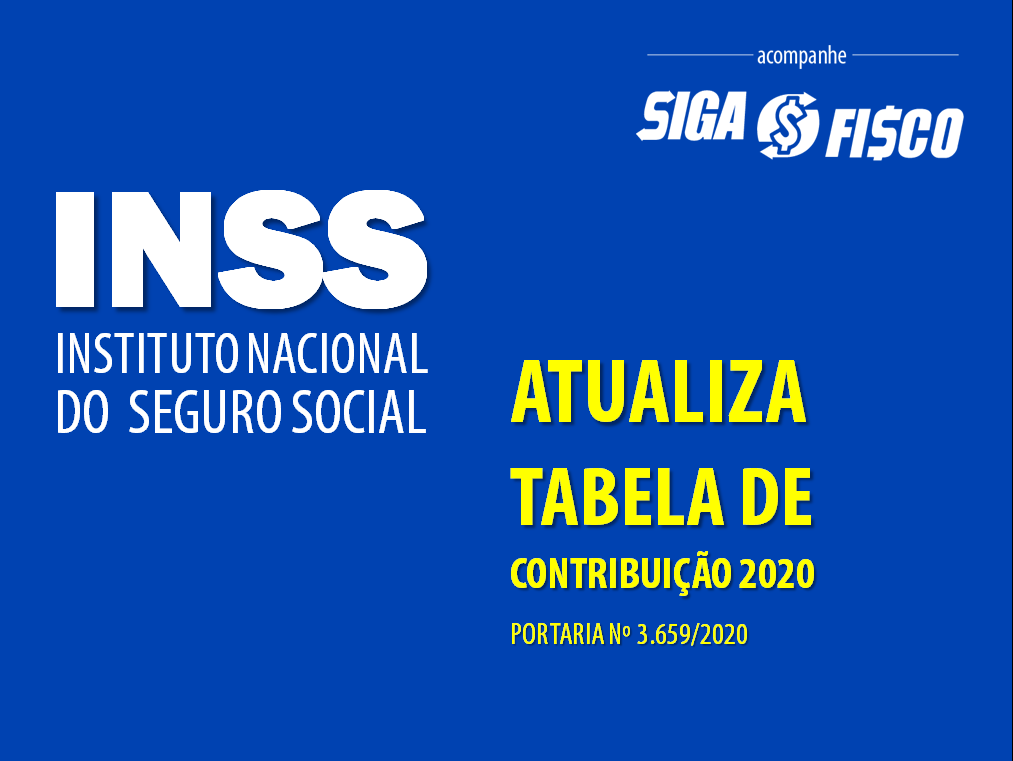 acompanhe
SIGA FI$CO
INSS
INSTITUTO NACIONAL
DO SEGURO SOCIAL
ATUALIZA
TABELA DE
CONTRIBUIÇÃO 2020
PORTARIA Nº 3.659/2020